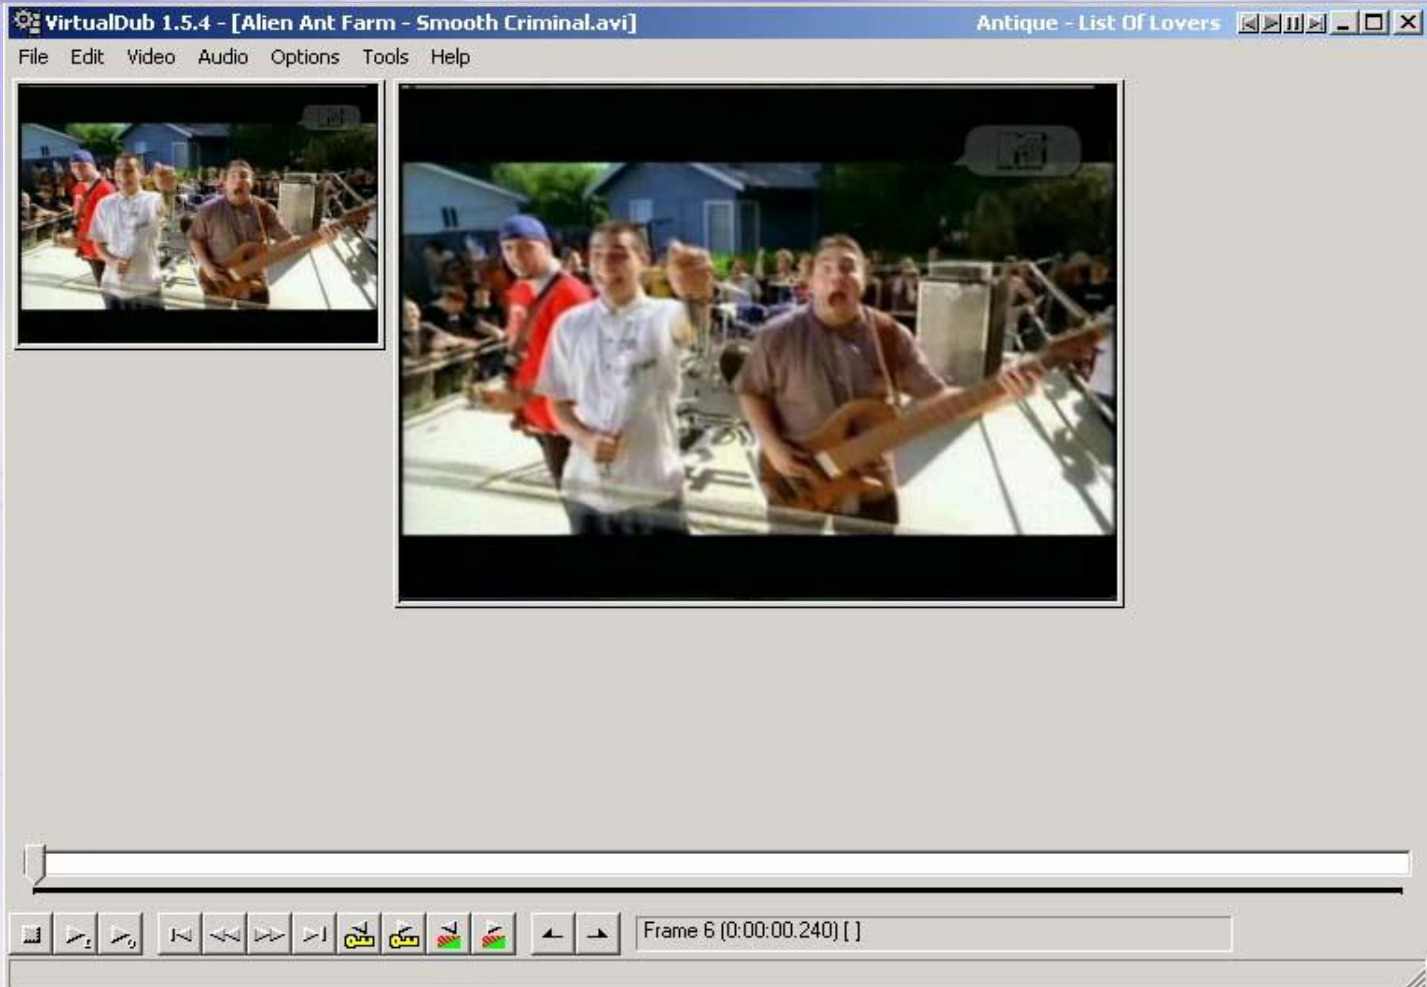 VirtualDub 1.5.4 - [Alien Ant Farm - Smooth Criminal.avi] Antique - List Of Lovers
File Edit Video Audio Options Tools Help
Frame 6 (0:00:00.240) [ ]